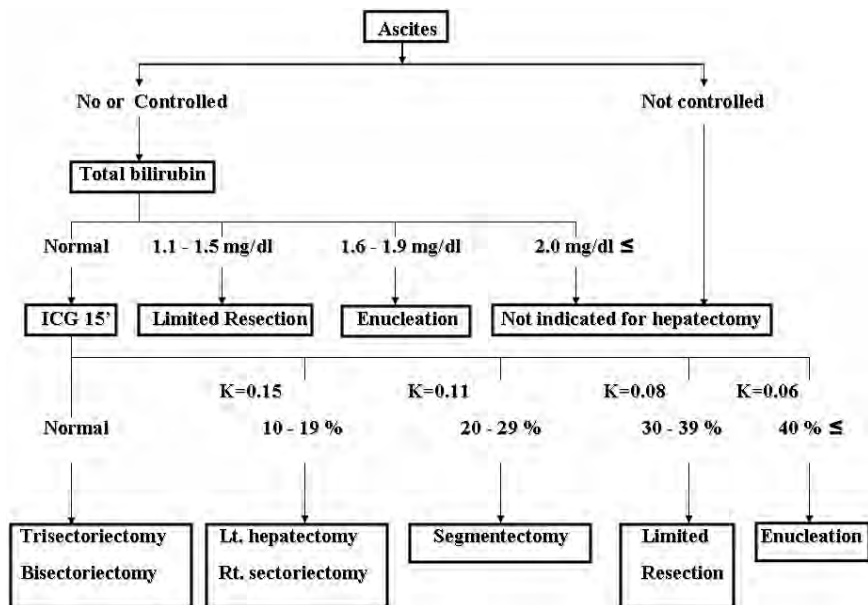 Ascites
No or Controlled
Not controlled
Total bilirubin
Normal
1.1 - 1.5 mg/dl
1.6 - 1.9 mg/dl
2.0 mg/dl ≦
ICG 15'
Limited Resection
Enucleation
Not indicated for hepatectomy
K=0.15
K=0.11
K=0.08
K=0.06
Normal
10 - 19 %
20 - 29 %
30 - 39 %
40 % ≦
Trisectoriectomy
Bisectoriectomy
Lt. hepatectomy
Rt. sectoriectomy
Segmentectomy
Limited
Resection
Enucleation